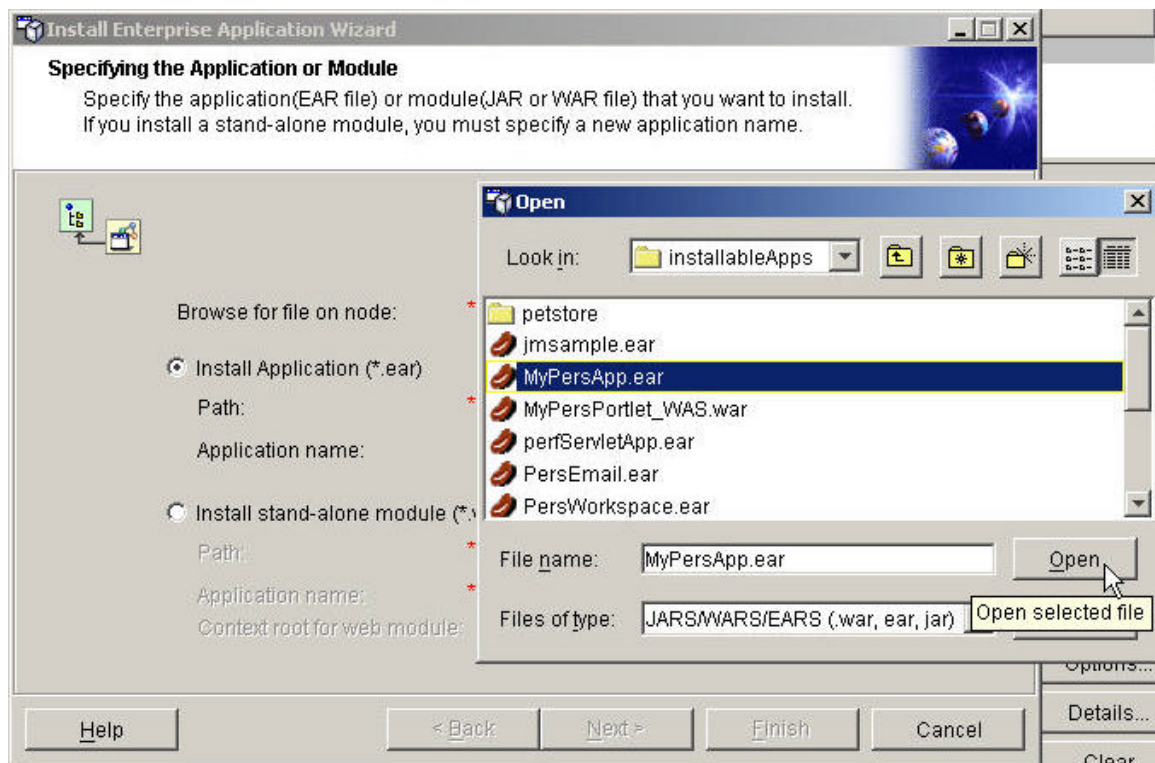 Install Enterprise Application Wizard
Specifying the Application or Module
Specify the application(EAR file) or module(JAR or WAR file) that you want to install.
If you install a stand-alone module, you must specify a new application name.
Browse for file on node: *
Install Application (*.ear)
Path: *
Application name:
Install stand-alone module (*.
Path: *
Application name: *
Context root for web module:
Open
Look in: installableApps
petstore
jmsample.ear
MyPersApp.ear
MyPersPortlet_WAS.war
perfServletApp.ear
PersEmail.ear
PersWorkspace.ear
File name: MyPersApp.ear Open
Files of type: JARS/WARS/EARS (.war, ear, jar)
Open selected file
Options...
Details...
Clear
Help < Back Next > Finish Cancel